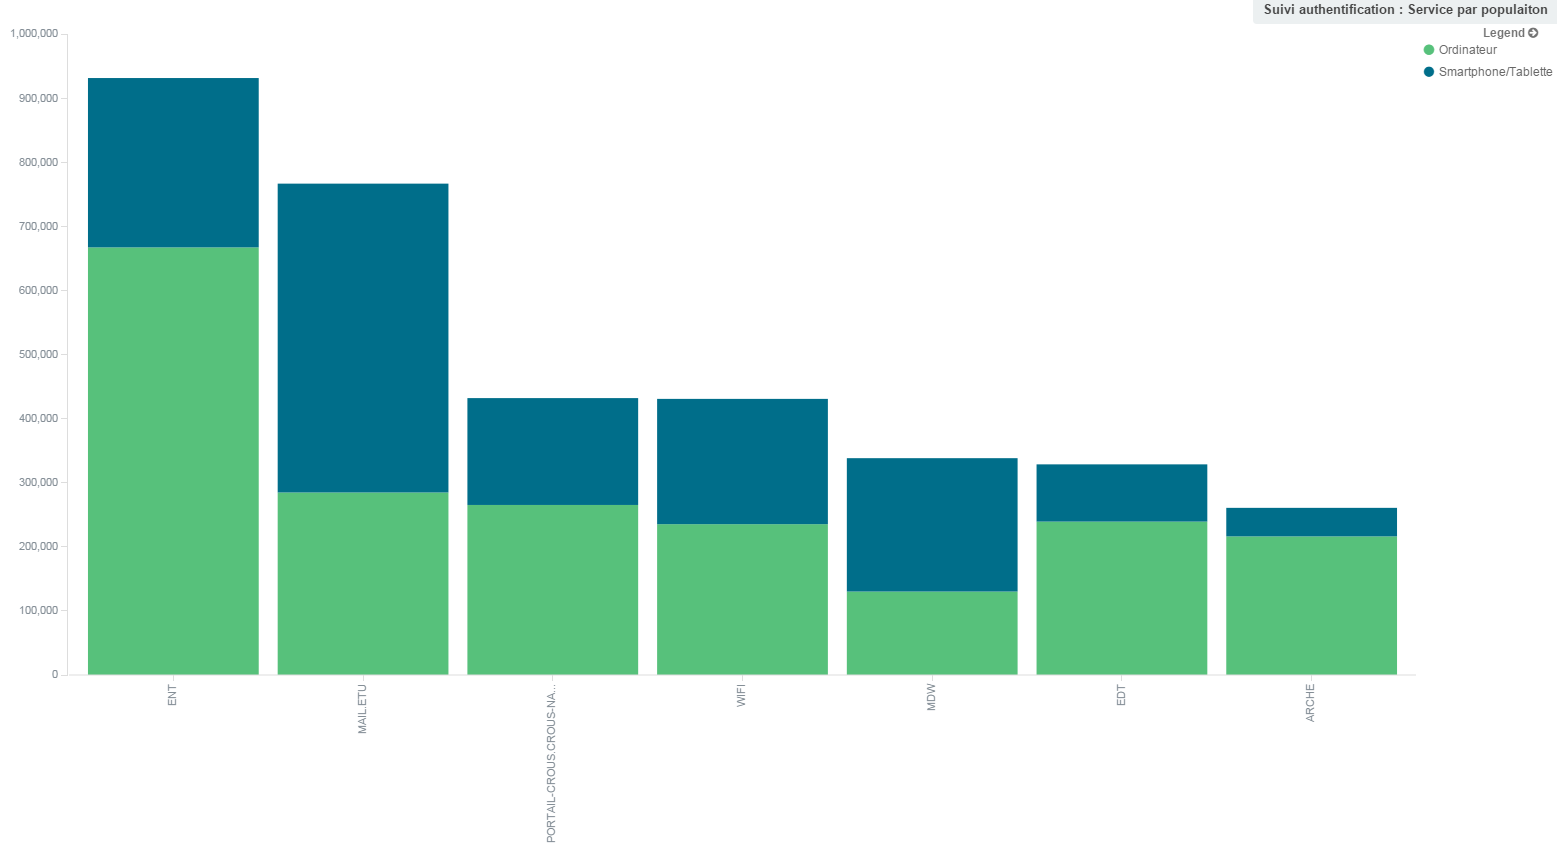 Suivi authentification : Service par populaiton
Legend
Ordinateur
Smartphone/Tablette
1,000,000
900,000
800,000
700,000
600,000
500,000
400,000
300,000
200,000
100,000
0
ENT
MAIL.ETU
PORTAIL-CROUS.CROUS-NA...
WIFI
MDW
EDT
ARCHE